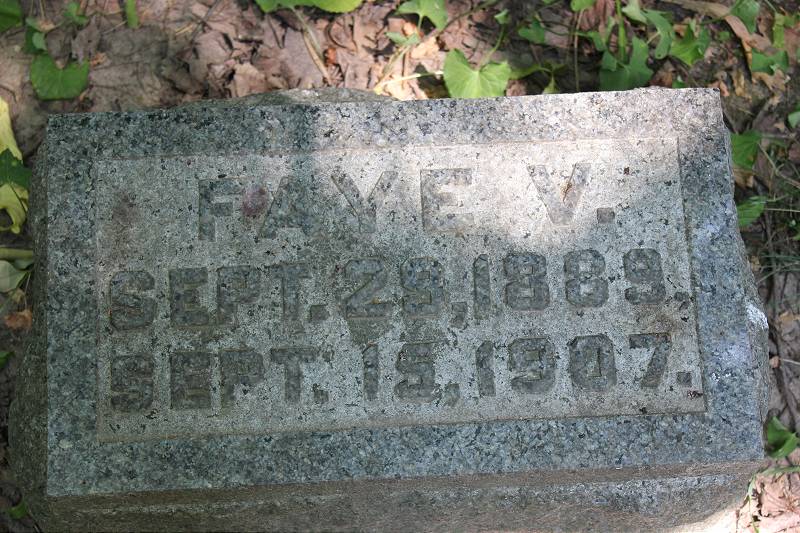 FAYE V.
SEPT. 29, 1889.
SEPT. 15, 1907.